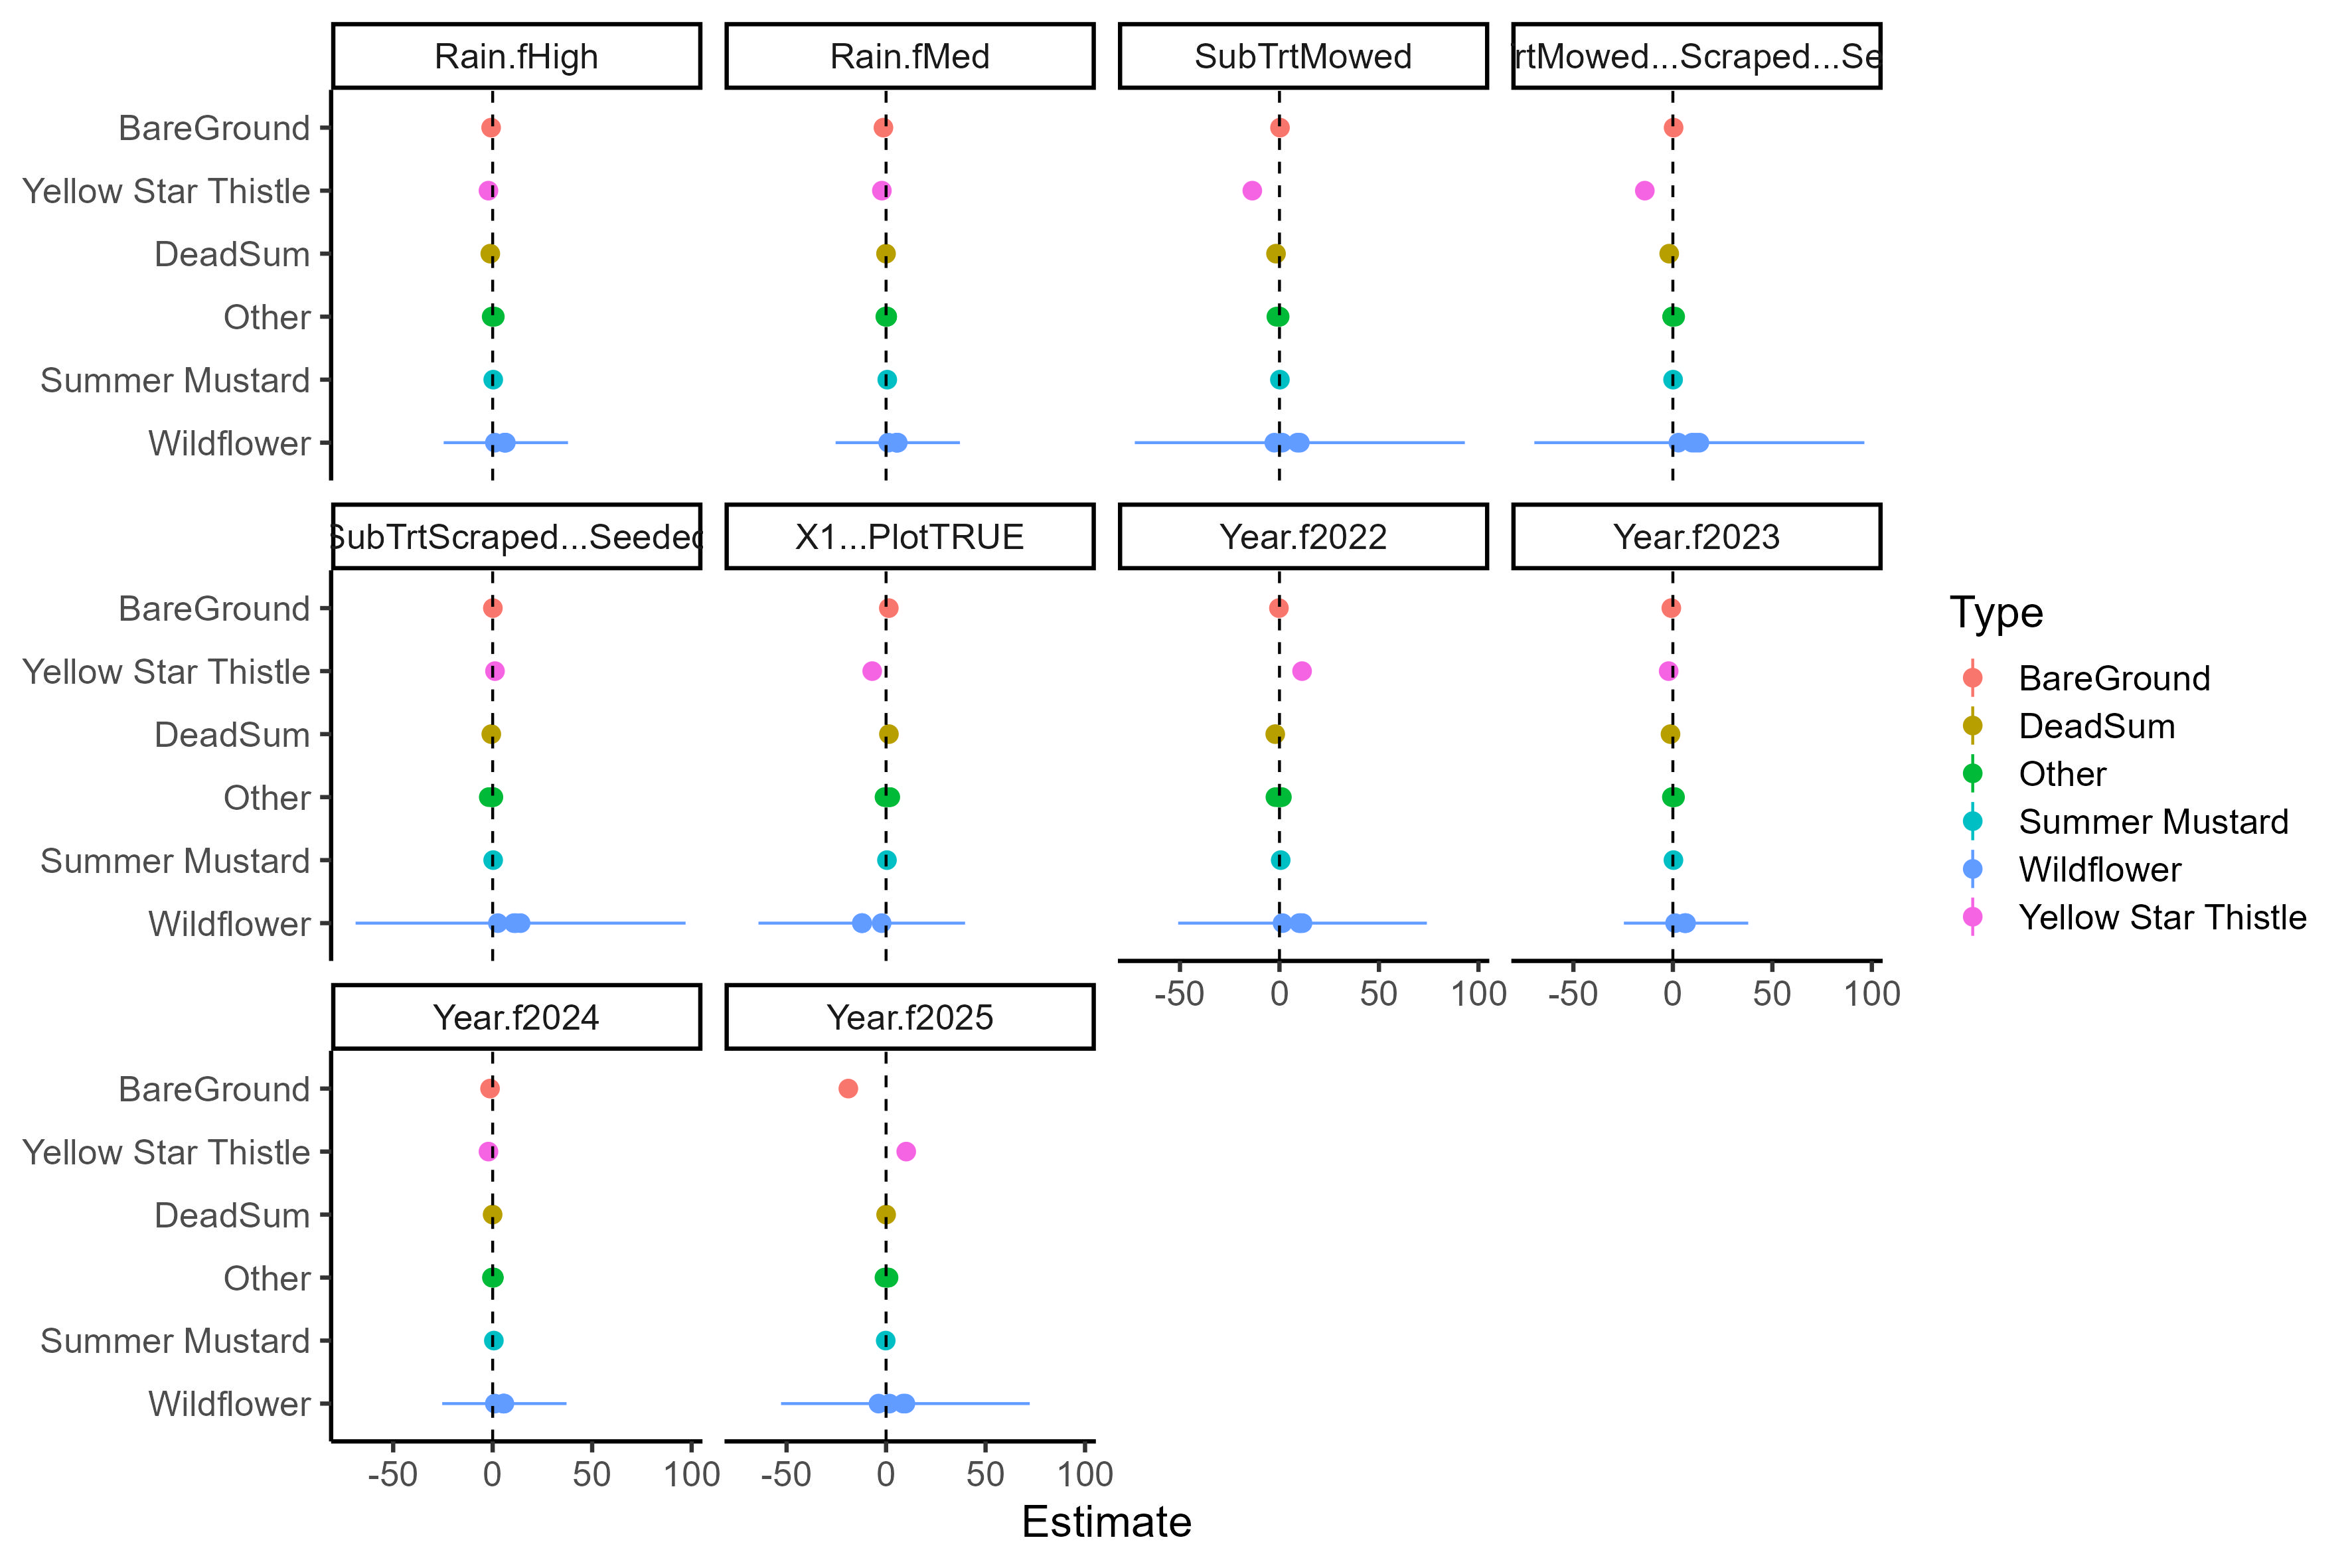 Rain.fHigh
Rain.fMed
SubTrtMowed
rtMowed...Scraped...Se
BareGround
Yellow Star Thistle
DeadSum
Other
Summer Mustard
Wildflower
SubTrtScraped...Seeded
X1...PlotTRUE
Year.f2022
Year.f2023
BareGround
Yellow Star Thistle
DeadSum
Other
Summer Mustard
Wildflower
-50 0 50 100
-50 0 50 100
Year.f2024
Year.f2025
BareGround
Yellow Star Thistle
DeadSum
Other
Summer Mustard
Wildflower
-50 0 50 100
-50 0 50 100
Estimate
Type
BareGround
DeadSum
Other
Summer Mustard
Wildflower
Yellow Star Thistle